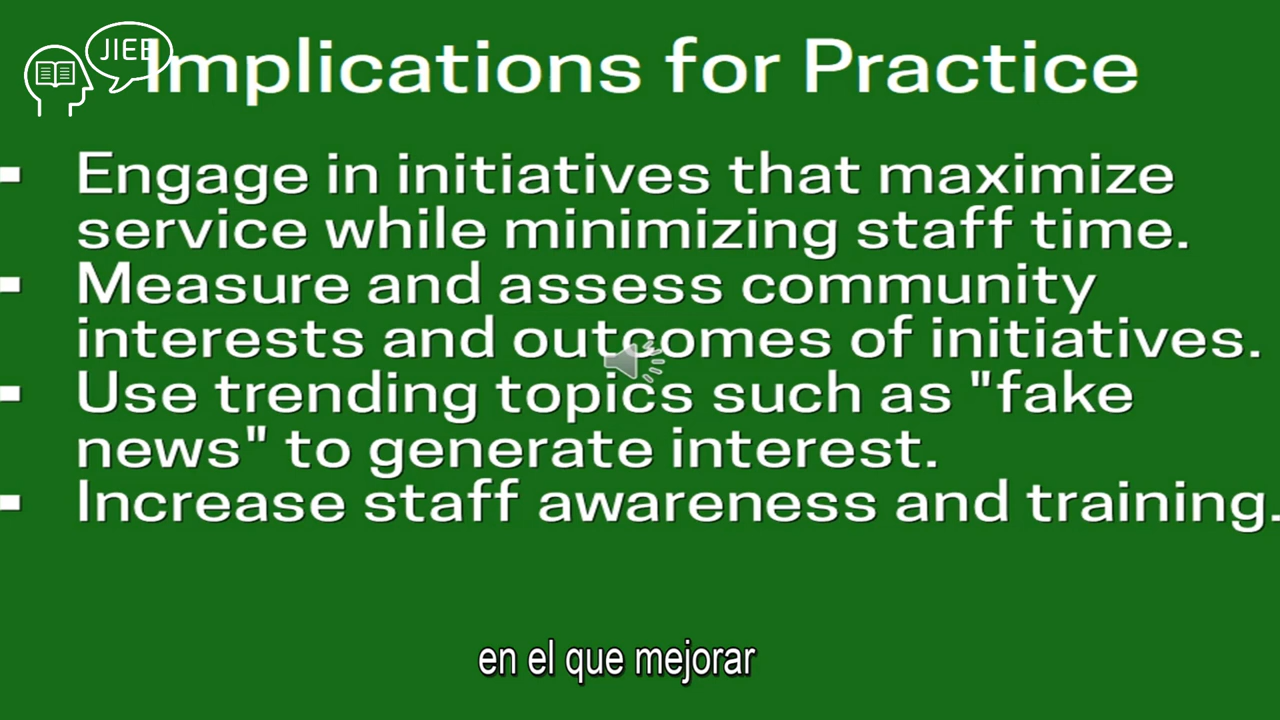 JIEB
Implications for Practice
Engage in initiatives that maximize
service while minimizing staff time.
Measure and assess community
interests and outcomes of initiatives.
Use trending topics such as "fake
news" to generate interest.
Increase staff awareness and training.
en el que mejorar